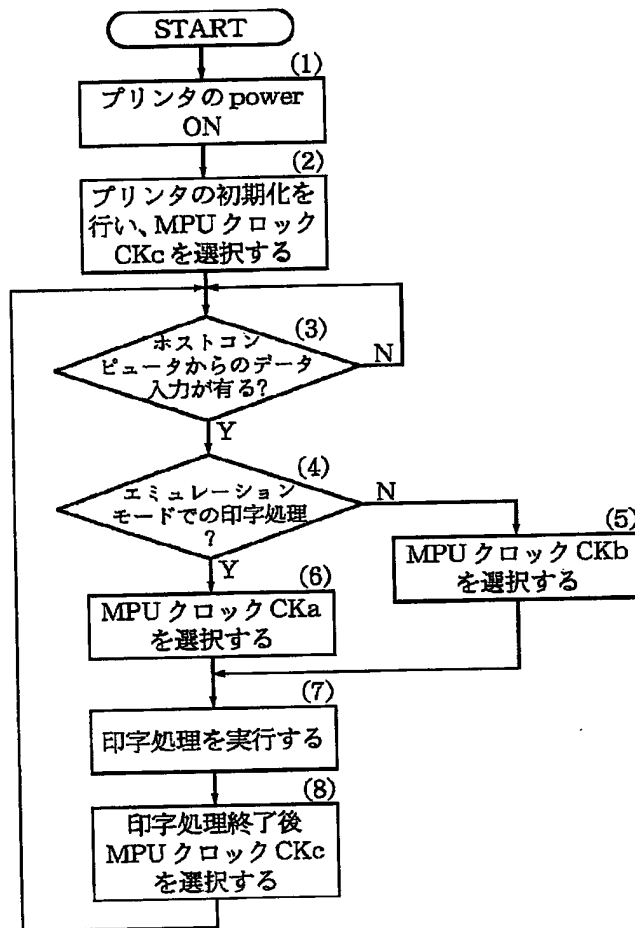 START
(1)
プリンタのpower
ON
(2)
プリンタの初期化を
行い、MPUクロック
CKcを選択する
(3)
ホストコン
ピュータからのデータ
入力が有る?
N
Y
(4)
エミュレーション
モードでの印字処理
?
N
Y
(5)
MPUクロックCKb
を選択する
(6)
MPUクロックCKa
を選択する
(7)
印字処理を実行する
(8)
印字処理終了後
MPUクロックCKc
を選択する